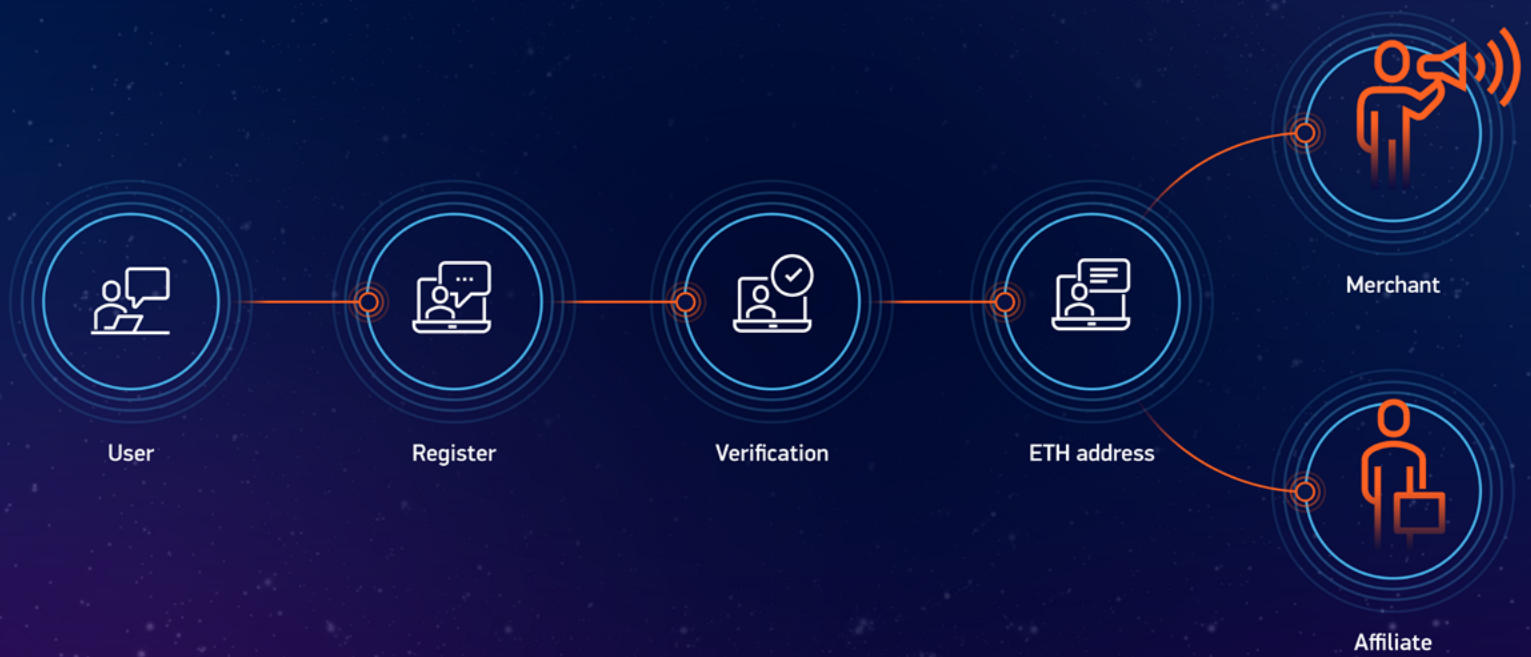 User
Register
Verification
ETH address
Merchant
Affiliate